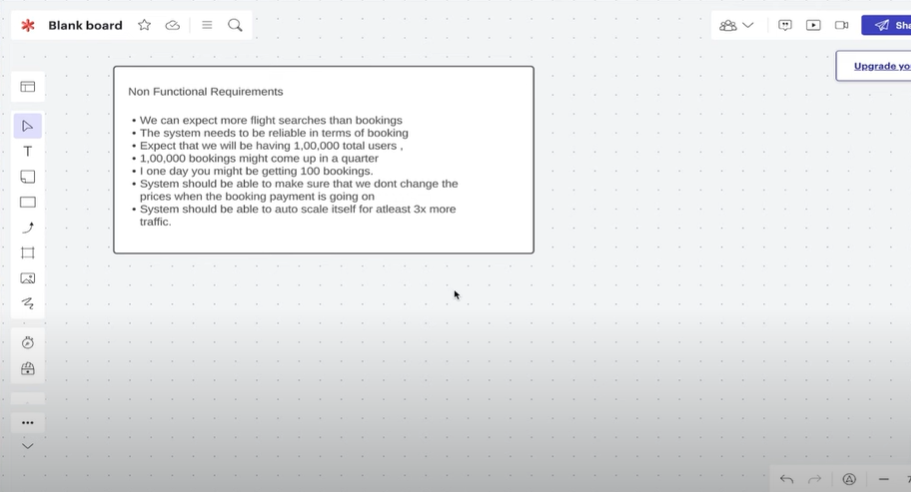 Blank board
Upgrade yo
Non Functional Requirements
• We can expect more flight searches than bookings
• The system needs to be reliable in terms of booking
• Expect that we will be having 1,00,000 total users ,
• 1,00,000 bookings might come up in a quarter
• I one day you might be getting 100 bookings.
• System should be able to make sure that we dont change the
prices when the booking payment is going on
• System should be able to auto scale itself for atleast 3x more
traffic.
T